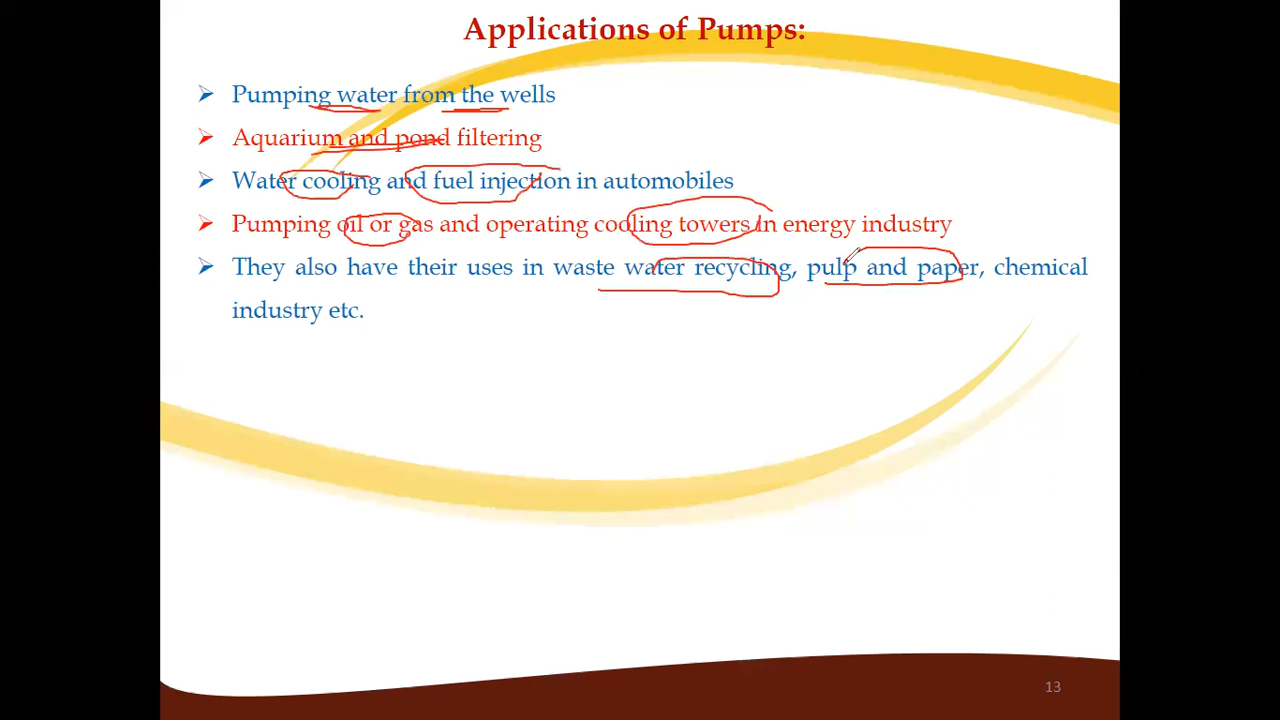 Applications of Pumps:
Pumping water from the wells
Aquarium and pond filtering
Water cooling and fuel injection in automobiles
Pumping oil or gas and operating cooling towers in energy industry
They also have their uses in waste water recycling, pulp and paper, chemical
industry etc.
13